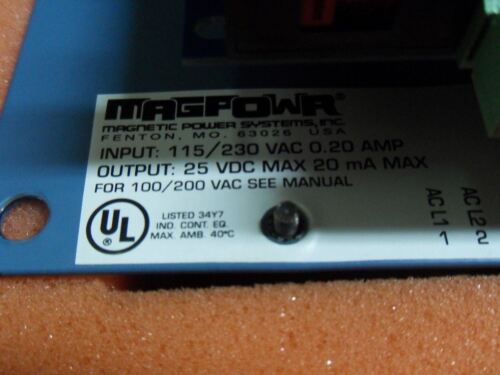 MAGPOWR
MAGNETIC POWER SYSTEMS, INC.
FENTON, MO. 63026 USA
INPUT: 115/230 VAC 0.20 AMP
OUTPUT: 25 VDC MAX 20 mA MAX
FOR 100/200 VAC SEE MANUAL
UL
LISTED 34Y7
IND. CONT. EQ.
MAX. AMB. 40°C
AC L1 1
AC L2 2